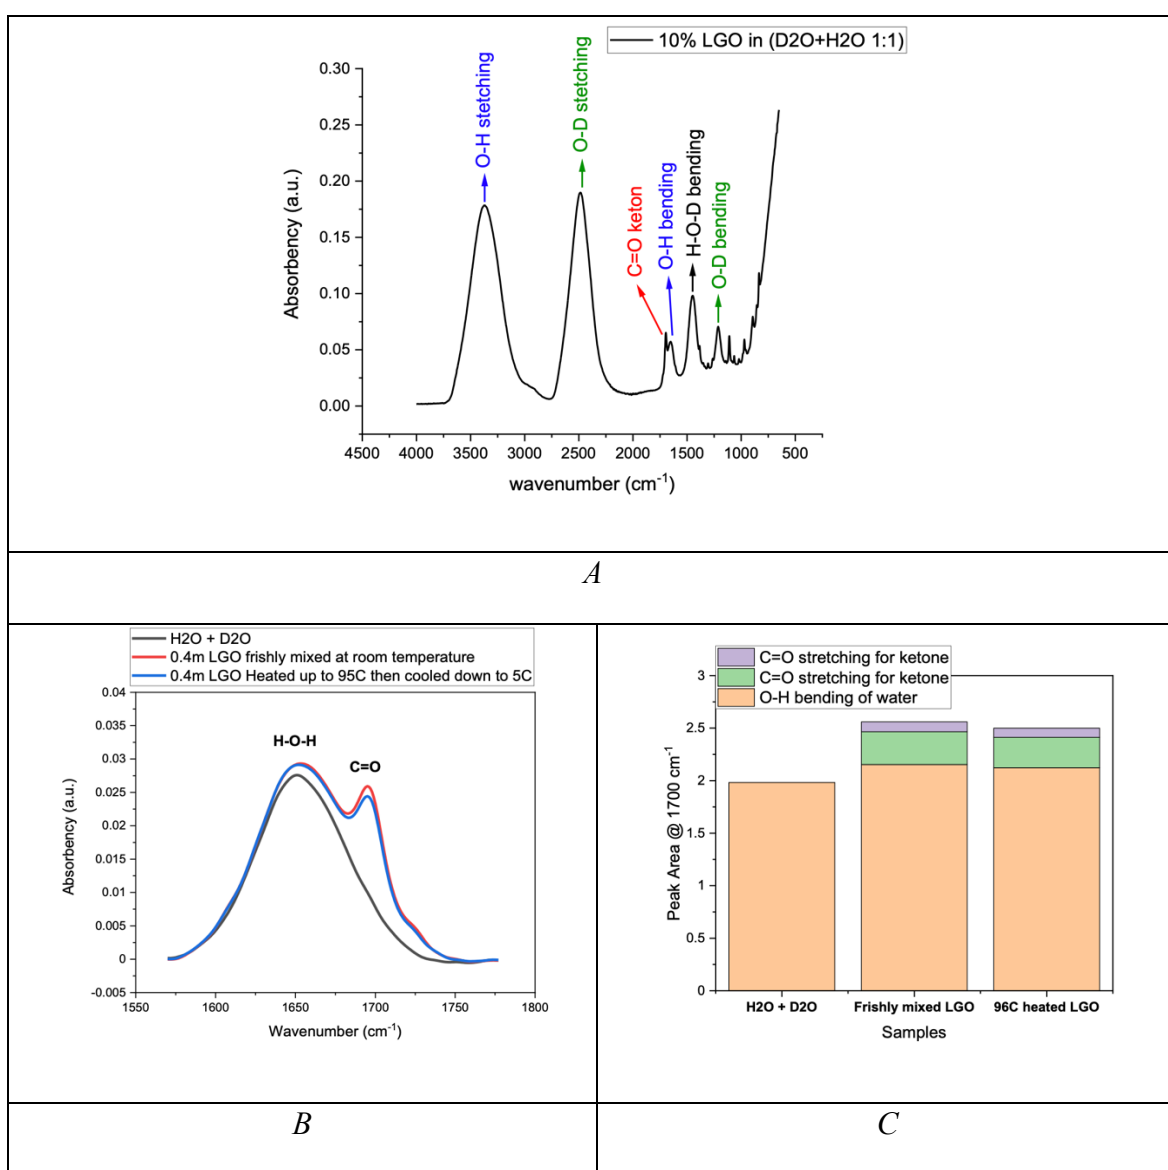 10% LGO in (D2O+H2O 1:1)
O-H stetching
O-D stetching
C=O keton
O-H bending
H-O-D bending
O-D bending
0.30
0.25
0.20
0.15
0.10
0.05
0.00
Absorbency (a.u.)
4500 4000 3500 3000 2500 2000 1500 1000 500
wavenumber (cm-1)
A
H2O + D2O
0.4m LGO frishly mixed at room temperature
0.4m LGO Heated up to 95C then cooled down to 5C
0.04
0.035
0.03
0.025
0.02
0.015
0.01
0.005
0
-0.005
Absorbency (a.u.)
H-O-H
C=O
1550 1600 1650 1700 1750 1800
Wavenumber (cm-1)
C=O stretching for ketone
C=O stretching for ketone
O-H bending of water
3
2.5
2
1.5
1
0.5
0
Peak Area @ 1700 cm-1
H2O + D2O Frishly mixed LGO 96C heated LGO
Samples
B
C